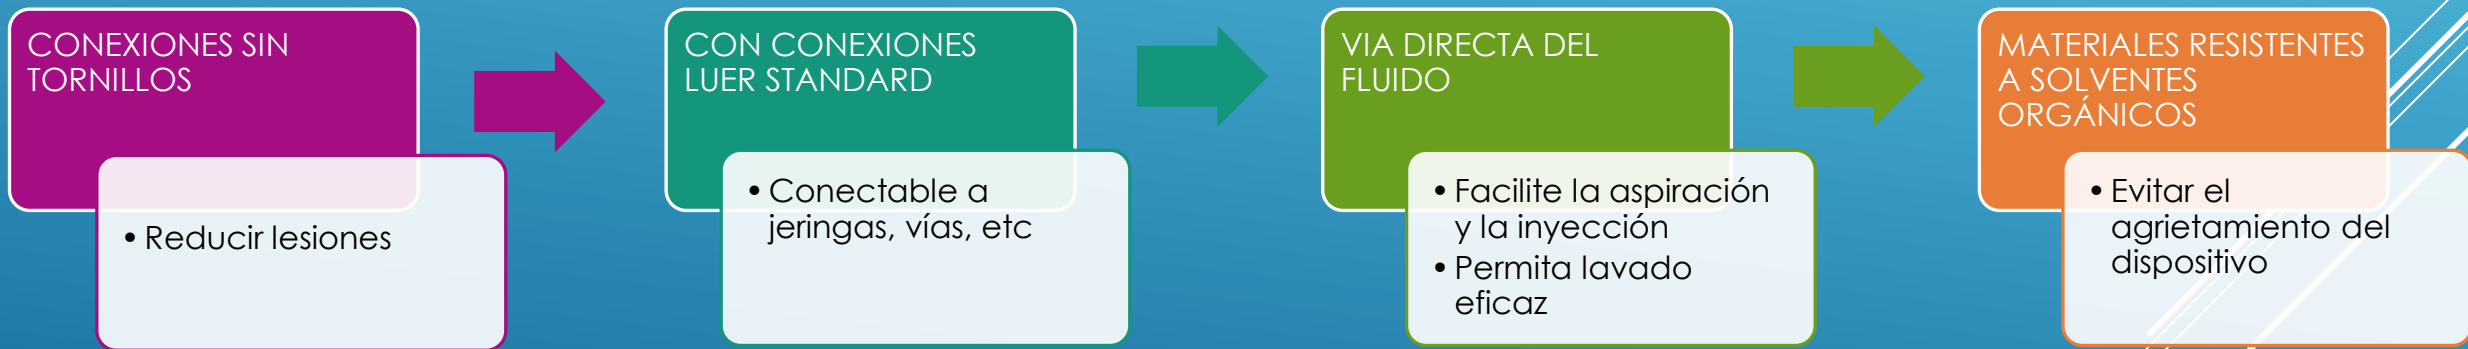 CONEXIONES SIN
TORNILLOS
• Reducir lesiones
CON CONEXIONES
LUER STANDARD
• Conectable a
jeringas, vías, etc
VIA DIRECTA DEL
FLUIDO
• Facilite la aspiración
y la inyección
• Permita lavado
eficaz
MATERIALES RESISTENTES
A SOLVENTES
ORGÁNICOS
• Evitar el
agrietamiento del
dispositivo